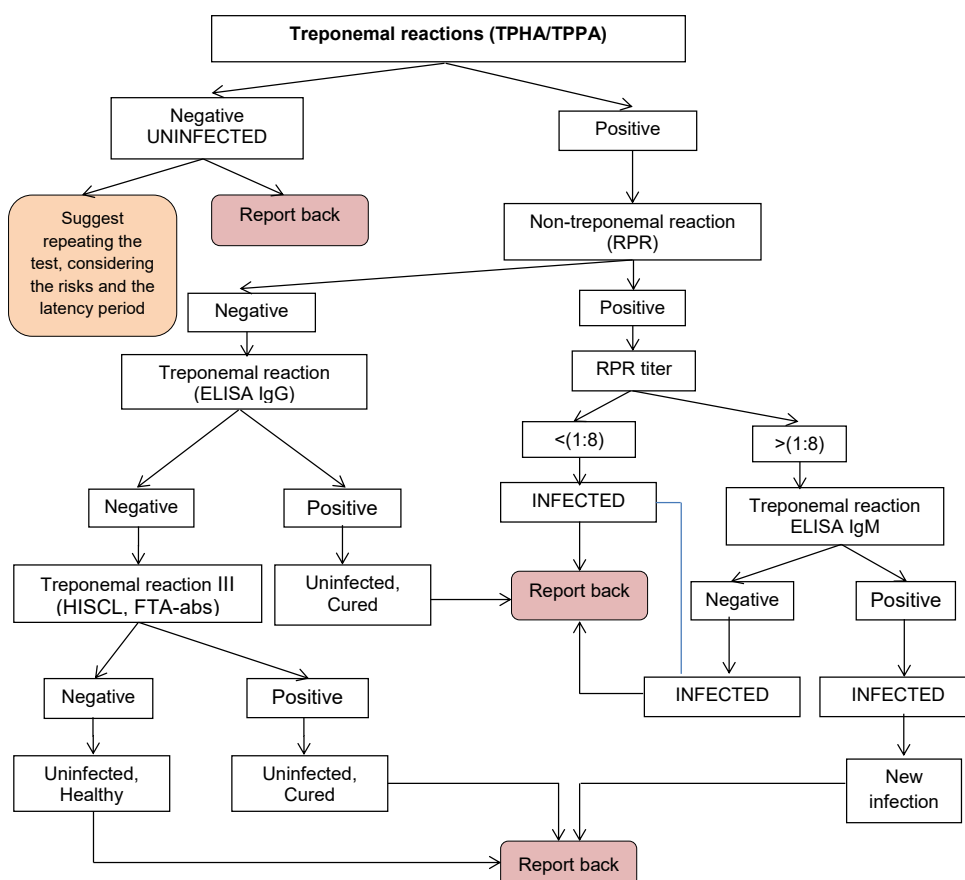 Treponemal reactions (TPHA/TPPA)
Negative
UNINFECTED
Positive
Suggest
repeating the
test, considering
the risks and the
latency period
Report back
Non-treponemal reaction
(RPR)
Negative
Positive
Treponemal reaction
(ELISA IgG)
RPR titer
<(1:8)
>(1:8)
Negative
Positive
INFECTED
Treponemal reaction
ELISA IgM
Treponemal reaction III
(HISCL, FTA-abs)
Uninfected,
Cured
Report back
Negative
Positive
Negative
Positive
INFECTED
INFECTED
Uninfected,
Healthy
Uninfected,
Cured
New
infection
Report back